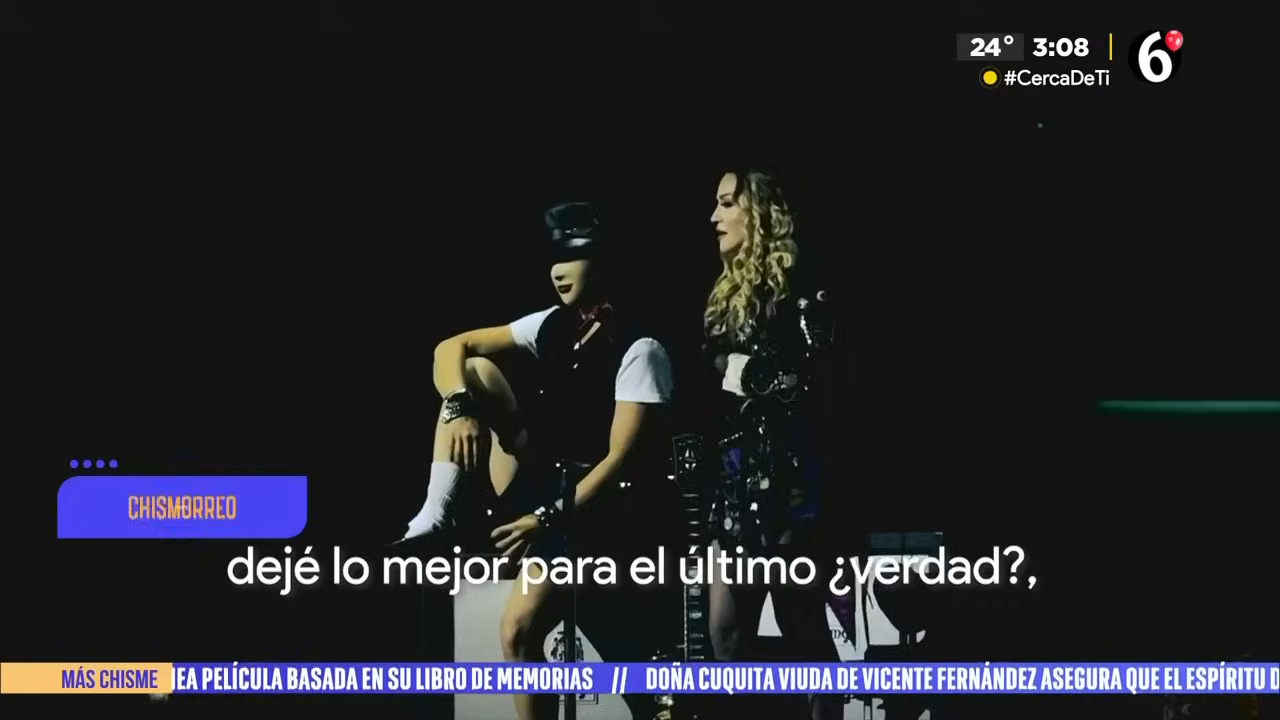 24° 3:08
#CercaDeTi
6
CHISMORREO
dejé lo mejor para el último ¿verdad?,
MÁS CHISME
EA PELÍCULA BASADA EN SU LIBRO DE MEMORIAS // DOÑA CUQUITA VIUDA DE VICENTE FERNÁNDEZ ASEGURA QUE EL ESPÍRITU D